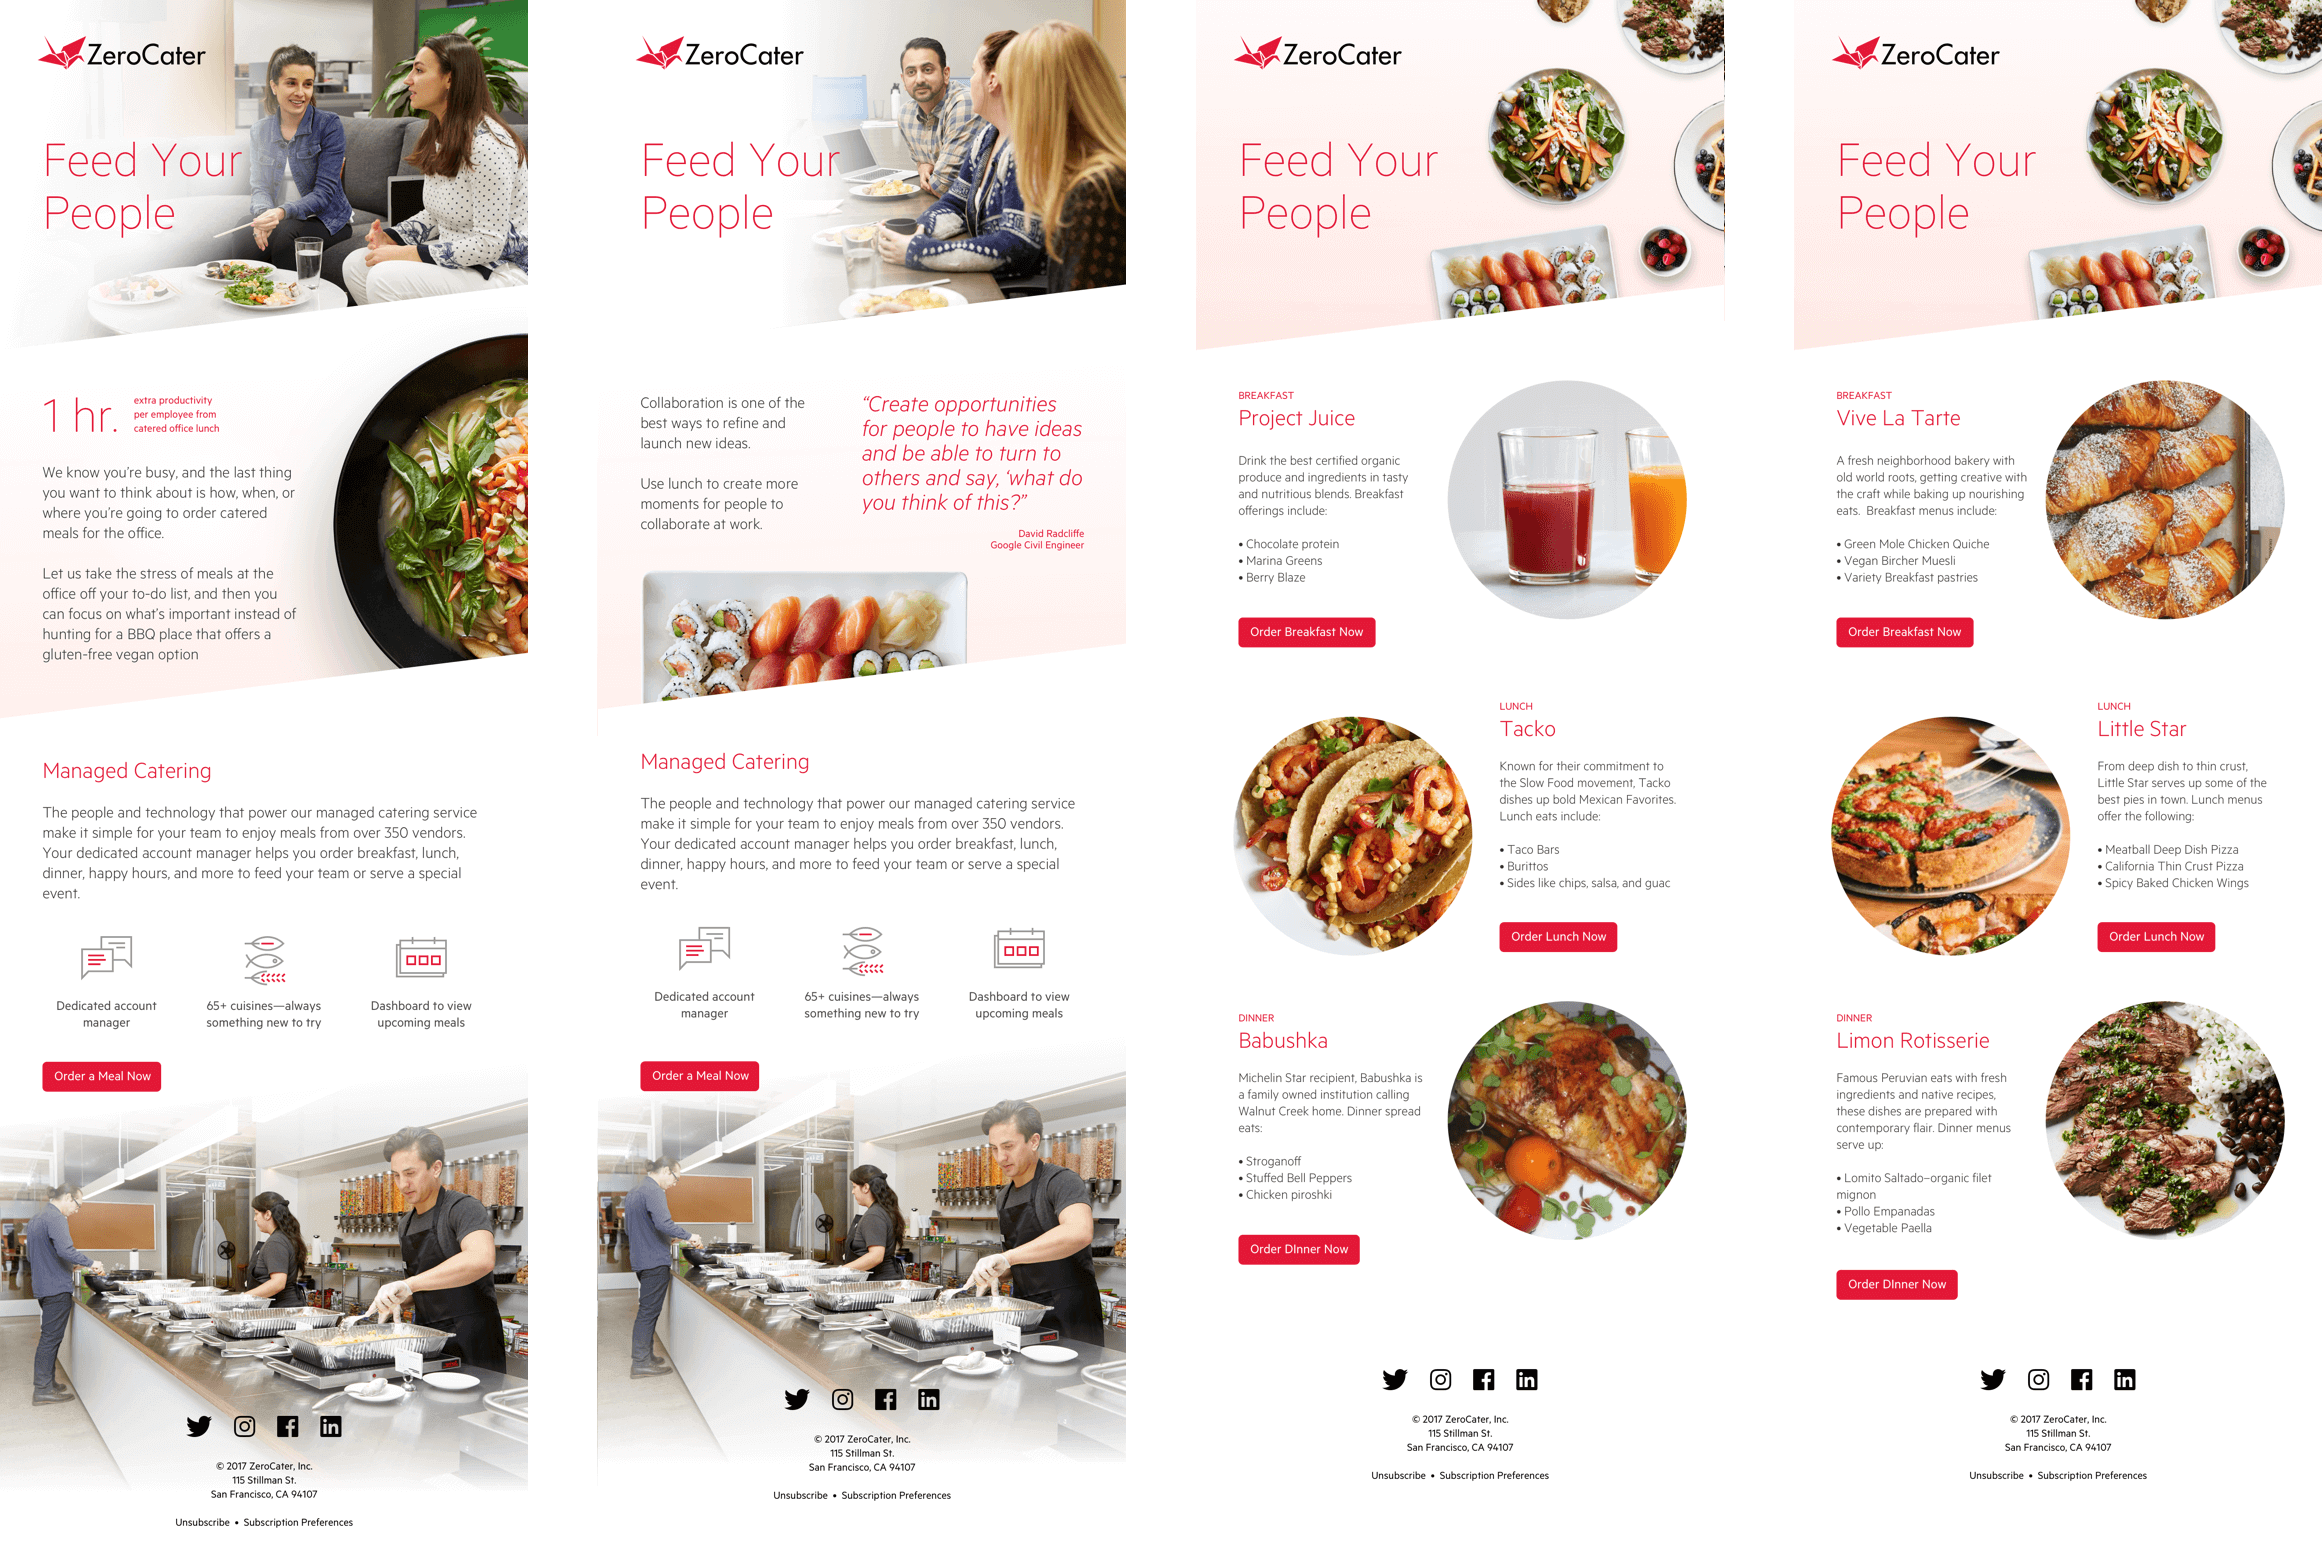 ZeroCater
Feed Your
People
1 hr.
extra productivity
per employee from
catered office lunch
We know you're busy, and the last thing
you want to think about is how, when, or
where you're going to order catered
meals for the office.
Let us take the stress of meals at the
office off your to-do list, and then you
can focus on what's important instead of
hunting for a BBQ place that offers a
gluten-free vegan option
Managed Catering
The people and technology that power our managed catering service
make it simple for your team to enjoy meals from over 350 vendors.
Your dedicated account manager helps you order breakfast, lunch,
dinner, happy hours, and more to feed your team or serve a special
event.
Dedicated account
manager
65+ cuisines—always
something new to try
Dashboard to view
upcoming meals
Order a Meal Now
© 2017 ZeroCater, Inc.
115 Stillman St.
San Francisco, CA 94107
Unsubscribe • Subscription Preferences
ZeroCater
Feed Your
People
Collaboration is one of the
best ways to refine and
launch new ideas.
Use lunch to create more
moments for people to
collaborate at work.
“Create opportunities
for people to have ideas
and be able to turn to
others and say, ‘what do
you think of this?”
David Radcliffe
Google Civil Engineer
Managed Catering
The people and technology that power our managed catering service
make it simple for your team to enjoy meals from over 350 vendors.
Your dedicated account manager helps you order breakfast, lunch,
dinner, happy hours, and more to feed your team or serve a special
event.
Dedicated account
manager
65+ cuisines—always
something new to try
Dashboard to view
upcoming meals
Order a Meal Now
© 2017 ZeroCater, Inc.
115 Stillman St.
San Francisco, CA 94107
Unsubscribe • Subscription Preferences
ZeroCater
Feed Your
People
BREAKFAST
Project Juice
Drink the best certified organic
produce and ingredients in tasty
and nutritious blends. Breakfast
offerings include:
• Chocolate protein
• Marina Greens
• Berry Blaze
Order Breakfast Now
LUNCH
Tacko
Known for their commitment to
the Slow Food movement, Tacko
dishes up bold Mexican Favorites.
Lunch eats include:
• Taco Bars
• Burittos
• Sides like chips, salsa, and guac
Order Lunch Now
DINNER
Babushka
Michelin Star recipient, Babushka is
a family owned institution calling
Walnut Creek home. Dinner spread
eats:
• Stroganoff
• Stuffed Bell Peppers
• Chicken piroshki
Order DInner Now
© 2017 ZeroCater, Inc.
115 Stillman St.
San Francisco, CA 94107
Unsubscribe • Subscription Preferences
ZeroCater
Feed Your
People
BREAKFAST
Vive La Tarte
A fresh neighborhood bakery with
old world roots, getting creative with
the craft while baking up nourishing
eats. Breakfast menus include:
• Green Mole Chicken Quiche
• Vegan Bircher Muesli
• Variety Breakfast pastries
Order Breakfast Now
LUNCH
Little Star
From deep dish to thin crust,
Little Star serves up some of the
best pies in town. Lunch menus
offer the following:
• Meatball Deep Dish Pizza
• California Thin Crust Pizza
• Spicy Baked Chicken Wings
Order Lunch Now
DINNER
Limon Rotisserie
Famous Peruvian eats with fresh
ingredients and native recipes,
these dishes are prepared with
contemporary flair. Dinner menus
serve up:
• Lomito Saltado–organic filet
mignon
• Pollo Empanadas
• Vegetable Paella
Order DInner Now
© 2017 ZeroCater, Inc.
115 Stillman St.
San Francisco, CA 94107
Unsubscribe • Subscription Preferences